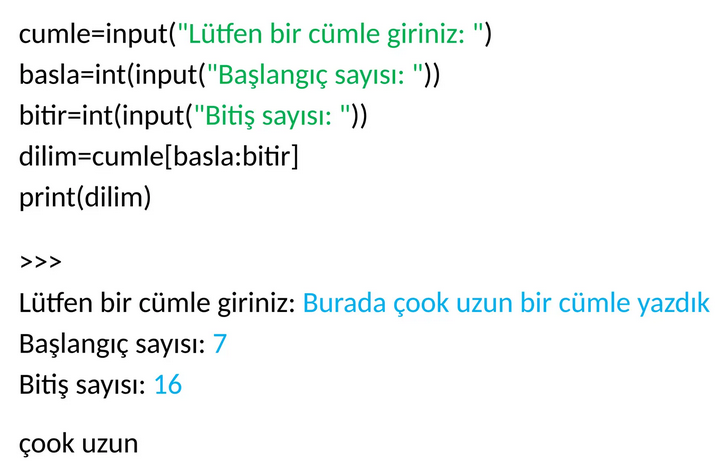 cumle=input("Lütfen bir cümle giriniz: ")
basla=int(input("Başlangıç sayısı: "))
bitir=int(input("Bitiş sayısı: "))
dilim=cumle[basla:bitir]
print(dilim)
>>>
Lütfen bir cümle giriniz: Burada çook uzun bir cümle yazdık
Başlangıç sayısı: 7
Bitiş sayısı: 16
çook uzun